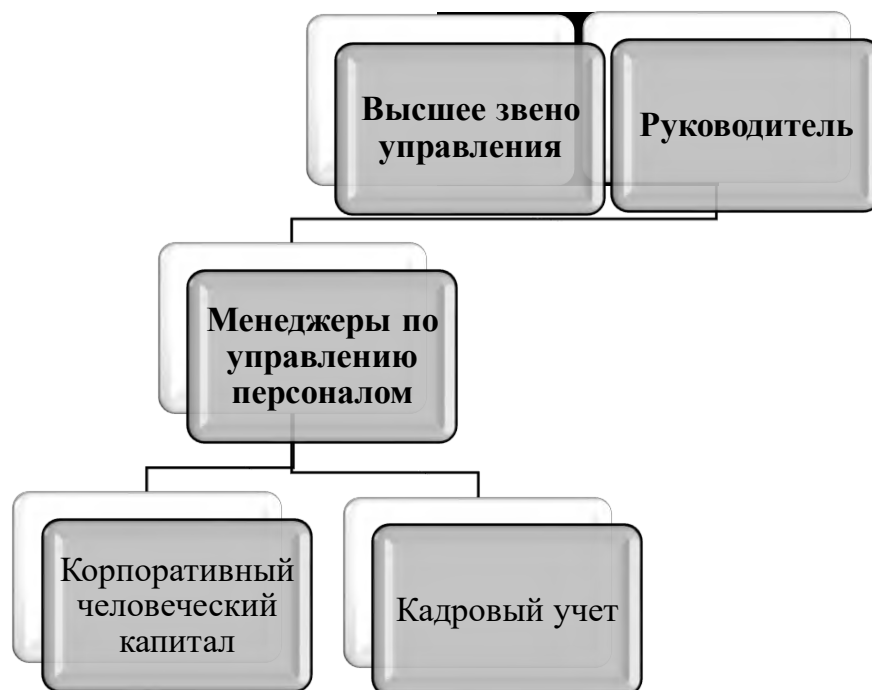 Высшее звено
управления
Руководитель
Менеджеры по
управлению
персоналом
Корпоративный
человеческий
капитал
Кадровый учет